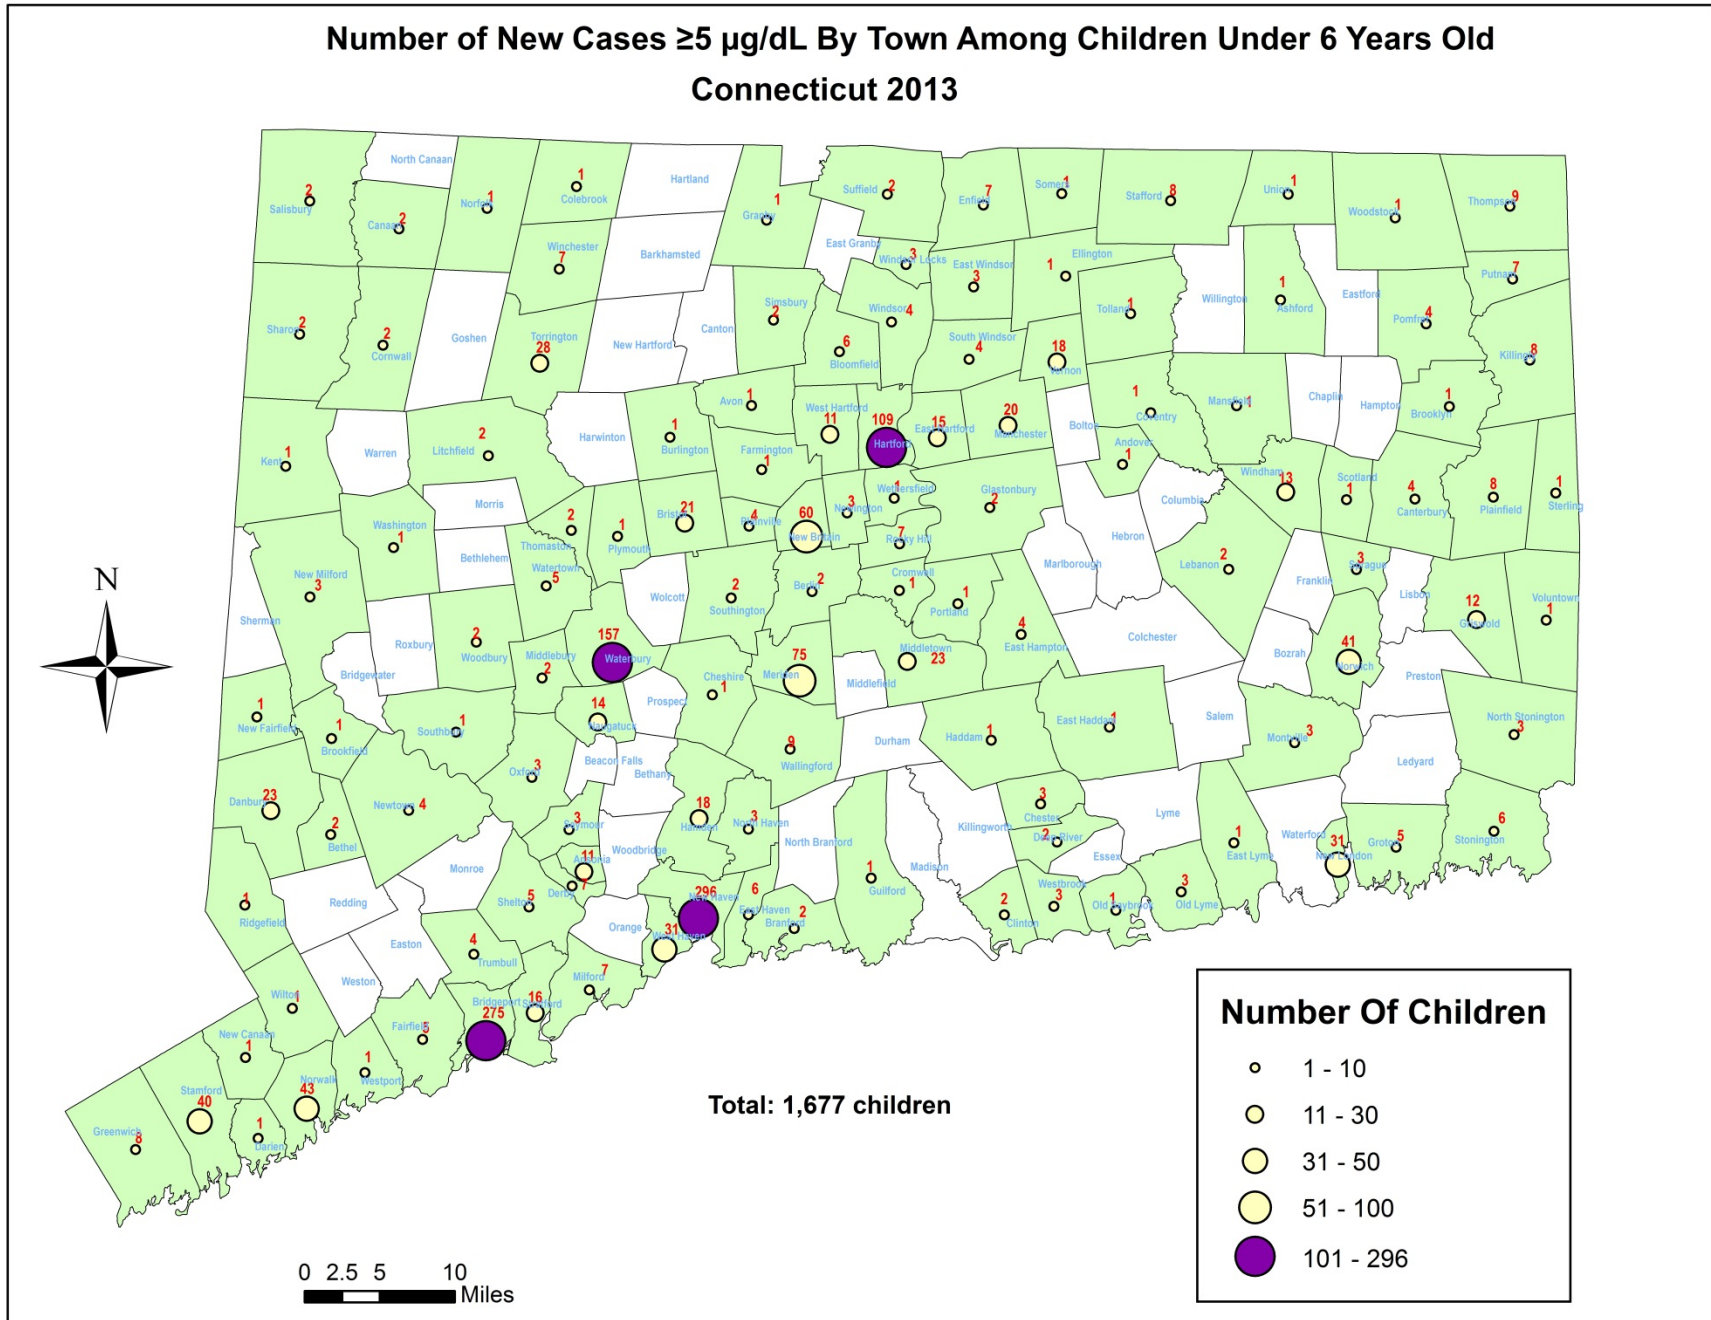 Number of New Cases ≥5 µg/dL By Town Among Children Under 6 Years Old
Connecticut 2013
North Canaan
Hartland
2
Salisbury
2
Canaan
1
Norfolk
1
Colebrook
1
Granby
2
Suffield
7
Enfield
1
Somers
8
Stafford
1
Union
1
Woodstock
9
Thompson
7
Winchester
Barkhamsted
East Granby
3
Windsor Locks
3
East Windsor
1
Ellington
7
Putnam
2
Sharon
2
Cornwall
Goshen
28
Torrington
New Hartford
Canton
2
Simsbury
6
Bloomfield
4
Windsor
4
South Windsor
18
Vernon
1
Tolland
Willington
1
Ashford
Eastford
4
Pomfret
8
Killingly
1
Kent
Warren
2
Litchfield
Harwinton
1
Burlington
1
Avon
1
Farmington
11
West Hartford
109
Hartford
15
East Hartford
20
Manchester
Bolton
1
Coventry
1
Andover
1
Mansfield
Chaplin
Hampton
1
Brooklyn
1
Washington
Morris
Bethlehem
2
Thomaston
1
Plymouth
21
Bristol
4
Plainville
60
New Britain
3
Newington
1
Wethersfield
7
Rocky Hill
2
Glastonbury
Hebron
Columbia
13
Windham
1
Scotland
4
Canterbury
8
Plainfield
1
Sterling
3
New Milford
Sherman
5
Watertown
Wolcott
2
Southington
2
Berlin
1
Cromwell
1
Portland
4
East Hampton
Marlborough
Colchester
2
Lebanon
Franklin
3
Sprague
Lisbon
12
Griswold
1
Voluntown
Bridgewater
Roxbury
2
Woodbury
2
Middlebury
157
Waterbury
Prospect
1
Cheshire
75
Meriden
Middlefield
23
Middletown
Bozrah
41
Norwich
Preston
1
New Fairfield
1
Brookfield
1
Southbury
14
Naugatuck
3
Oxford
Beacon Falls
Bethany
9
Wallingford
Durham
1
Haddam
1
East Haddam
Salem
3
Montville
Ledyard
3
North Stonington
23
Danbury
2
Bethel
4
Newtown
3
Seymour
Woodbridge
18
Hamden
3
North Haven
North Branford
1
Guilford
Madison
Killingworth
3
Chester
2
Deep River
Essex
Lyme
1
East Lyme
Waterford
31
New London
5
Groton
6
Stonington
1
Ridgefield
Redding
Monroe
11
Ansonia
7
Derby
5
Shelton
Orange
31
West Haven
296
New Haven
6
East Haven
2
Branford
2
Clinton
3
Westbrook
1
Old Saybrook
3
Old Lyme
Easton
Weston
4
Trumbull
7
Milford
16
Stratford
275
Bridgeport
5
Fairfield
1
Wilton
1
New Canaan
1
Westport
43
Norwalk
1
Darien
40
Stamford
8
Greenwich
N
Total: 1,677 children
Number Of Children
1 - 10
11 - 30
31 - 50
51 - 100
101 - 296
0 2.5 5 10
Miles